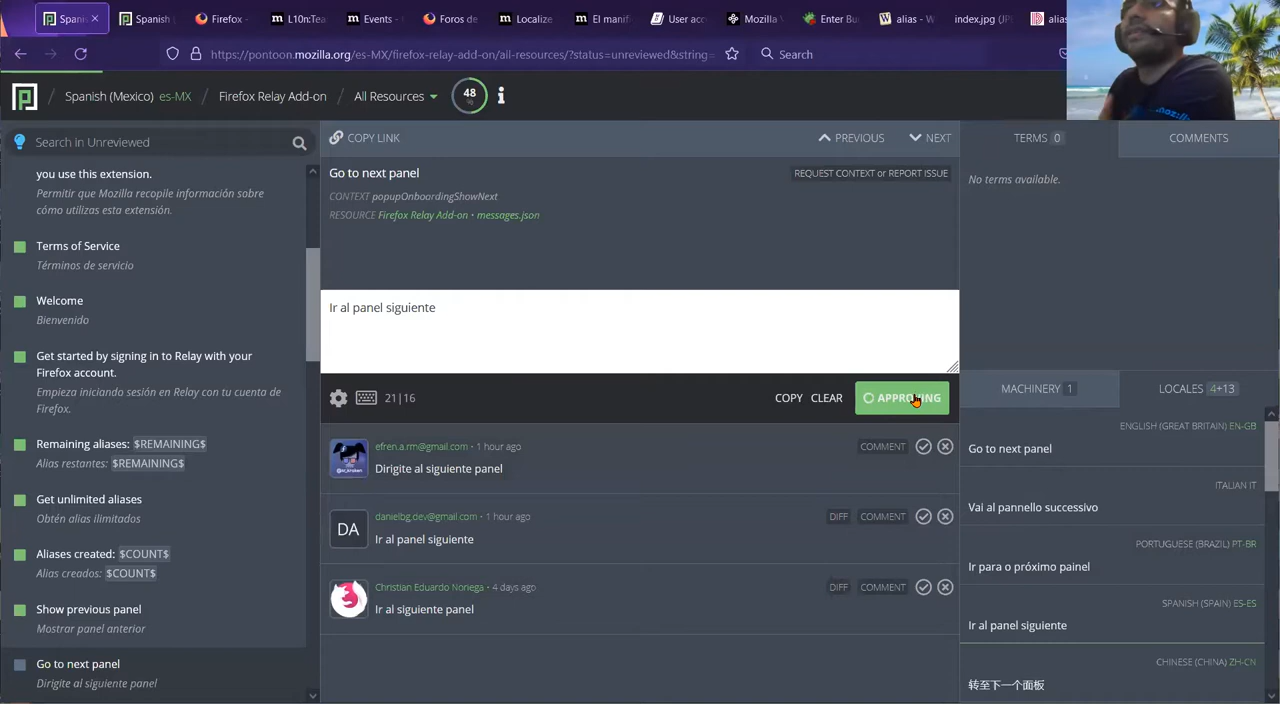 Spanis
Spanish (
Firefox -
L10n:Tea
Events -
Foros de
Localize
El manifi
User acc
Mozilla
Enter Bug
alias - W
index.jpg (JP
alias
https://pontoon.mozilla.org/es-MX/firefox-relay-add-on/all-resources/?status=unreviewed&string=
Search
/ Spanish (Mexico) es-MX / Firefox Relay Add-on / All Resources
48
%
Search in Unreviewed
you use this extension.
Permitir que Mozilla recopile información sobre
cómo utilizas esta extensión.
Terms of Service
Términos de servicio
Welcome
Bienvenido
Get started by signing in to Relay with your
Firefox account.
Empieza iniciando sesión en Relay con tu cuenta de
Firefox.
Remaining aliases: $REMAINING$
Alias restantes: $REMAINING$
Get unlimited aliases
Obtén alias ilimitados
Aliases created: $COUNT$
Alias creados: $COUNT$
Show previous panel
Mostrar panel anterior
Go to next panel
Dirigite al siguiente panel
COPY LINK
PREVIOUS
NEXT
Go to next panel
REQUEST CONTEXT or REPORT ISSUE
CONTEXT popupOnboardingShowNext
RESOURCE Firefox Relay Add-on • messages.json
Ir al panel siguiente
21|16
COPY CLEAR
APPROVING
efren.a.rm@gmail.com • 1 hour ago
COMMENT
Dirigite al siguiente panel
DA
danielbg.dev@gmail.com • 1 hour ago
DIFF COMMENT
Ir al panel siguiente
Christian Eduardo Noriega • 4 days ago
DIFF COMMENT
Ir al siguiente panel
TERMS 0
COMMENTS
No terms available.
MACHINERY 1
LOCALES 4+13
ENGLISH (GREAT BRITAIN) EN-GB
Go to next panel
ITALIAN IT
Vai al pannello successivo
PORTUGUESE (BRAZIL) PT-BR
Ir para o próximo painel
SPANISH (SPAIN) ES-ES
Ir al panel siguiente
CHINESE (CHINA) ZH-CN
转至下一个面板